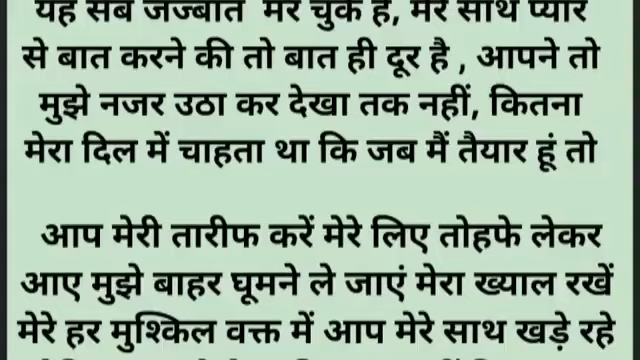 यह सब जज्बात मर चुके हैं, मेरे साथ प्यार
से बात करने की तो बात ही दूर है , आपने तो
मुझे नजर उठा कर देखा तक नहीं, कितना
मेरा दिल में चाहता था कि जब मैं तैयार हूं तो
आप मेरी तारीफ करें मेरे लिए तोहफे लेकर
आए मुझे बाहर घूमने ले जाएं मेरा ख्याल रखें
मेरे हर मुश्किल वक्त में आप मेरे साथ खड़े रहे